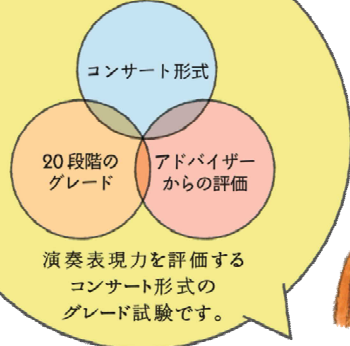 コンサート形式
20段階の
グレード
アドバイザー
からの評価
演奏表現力を評価する
コンサート形式の
グレード試験です。